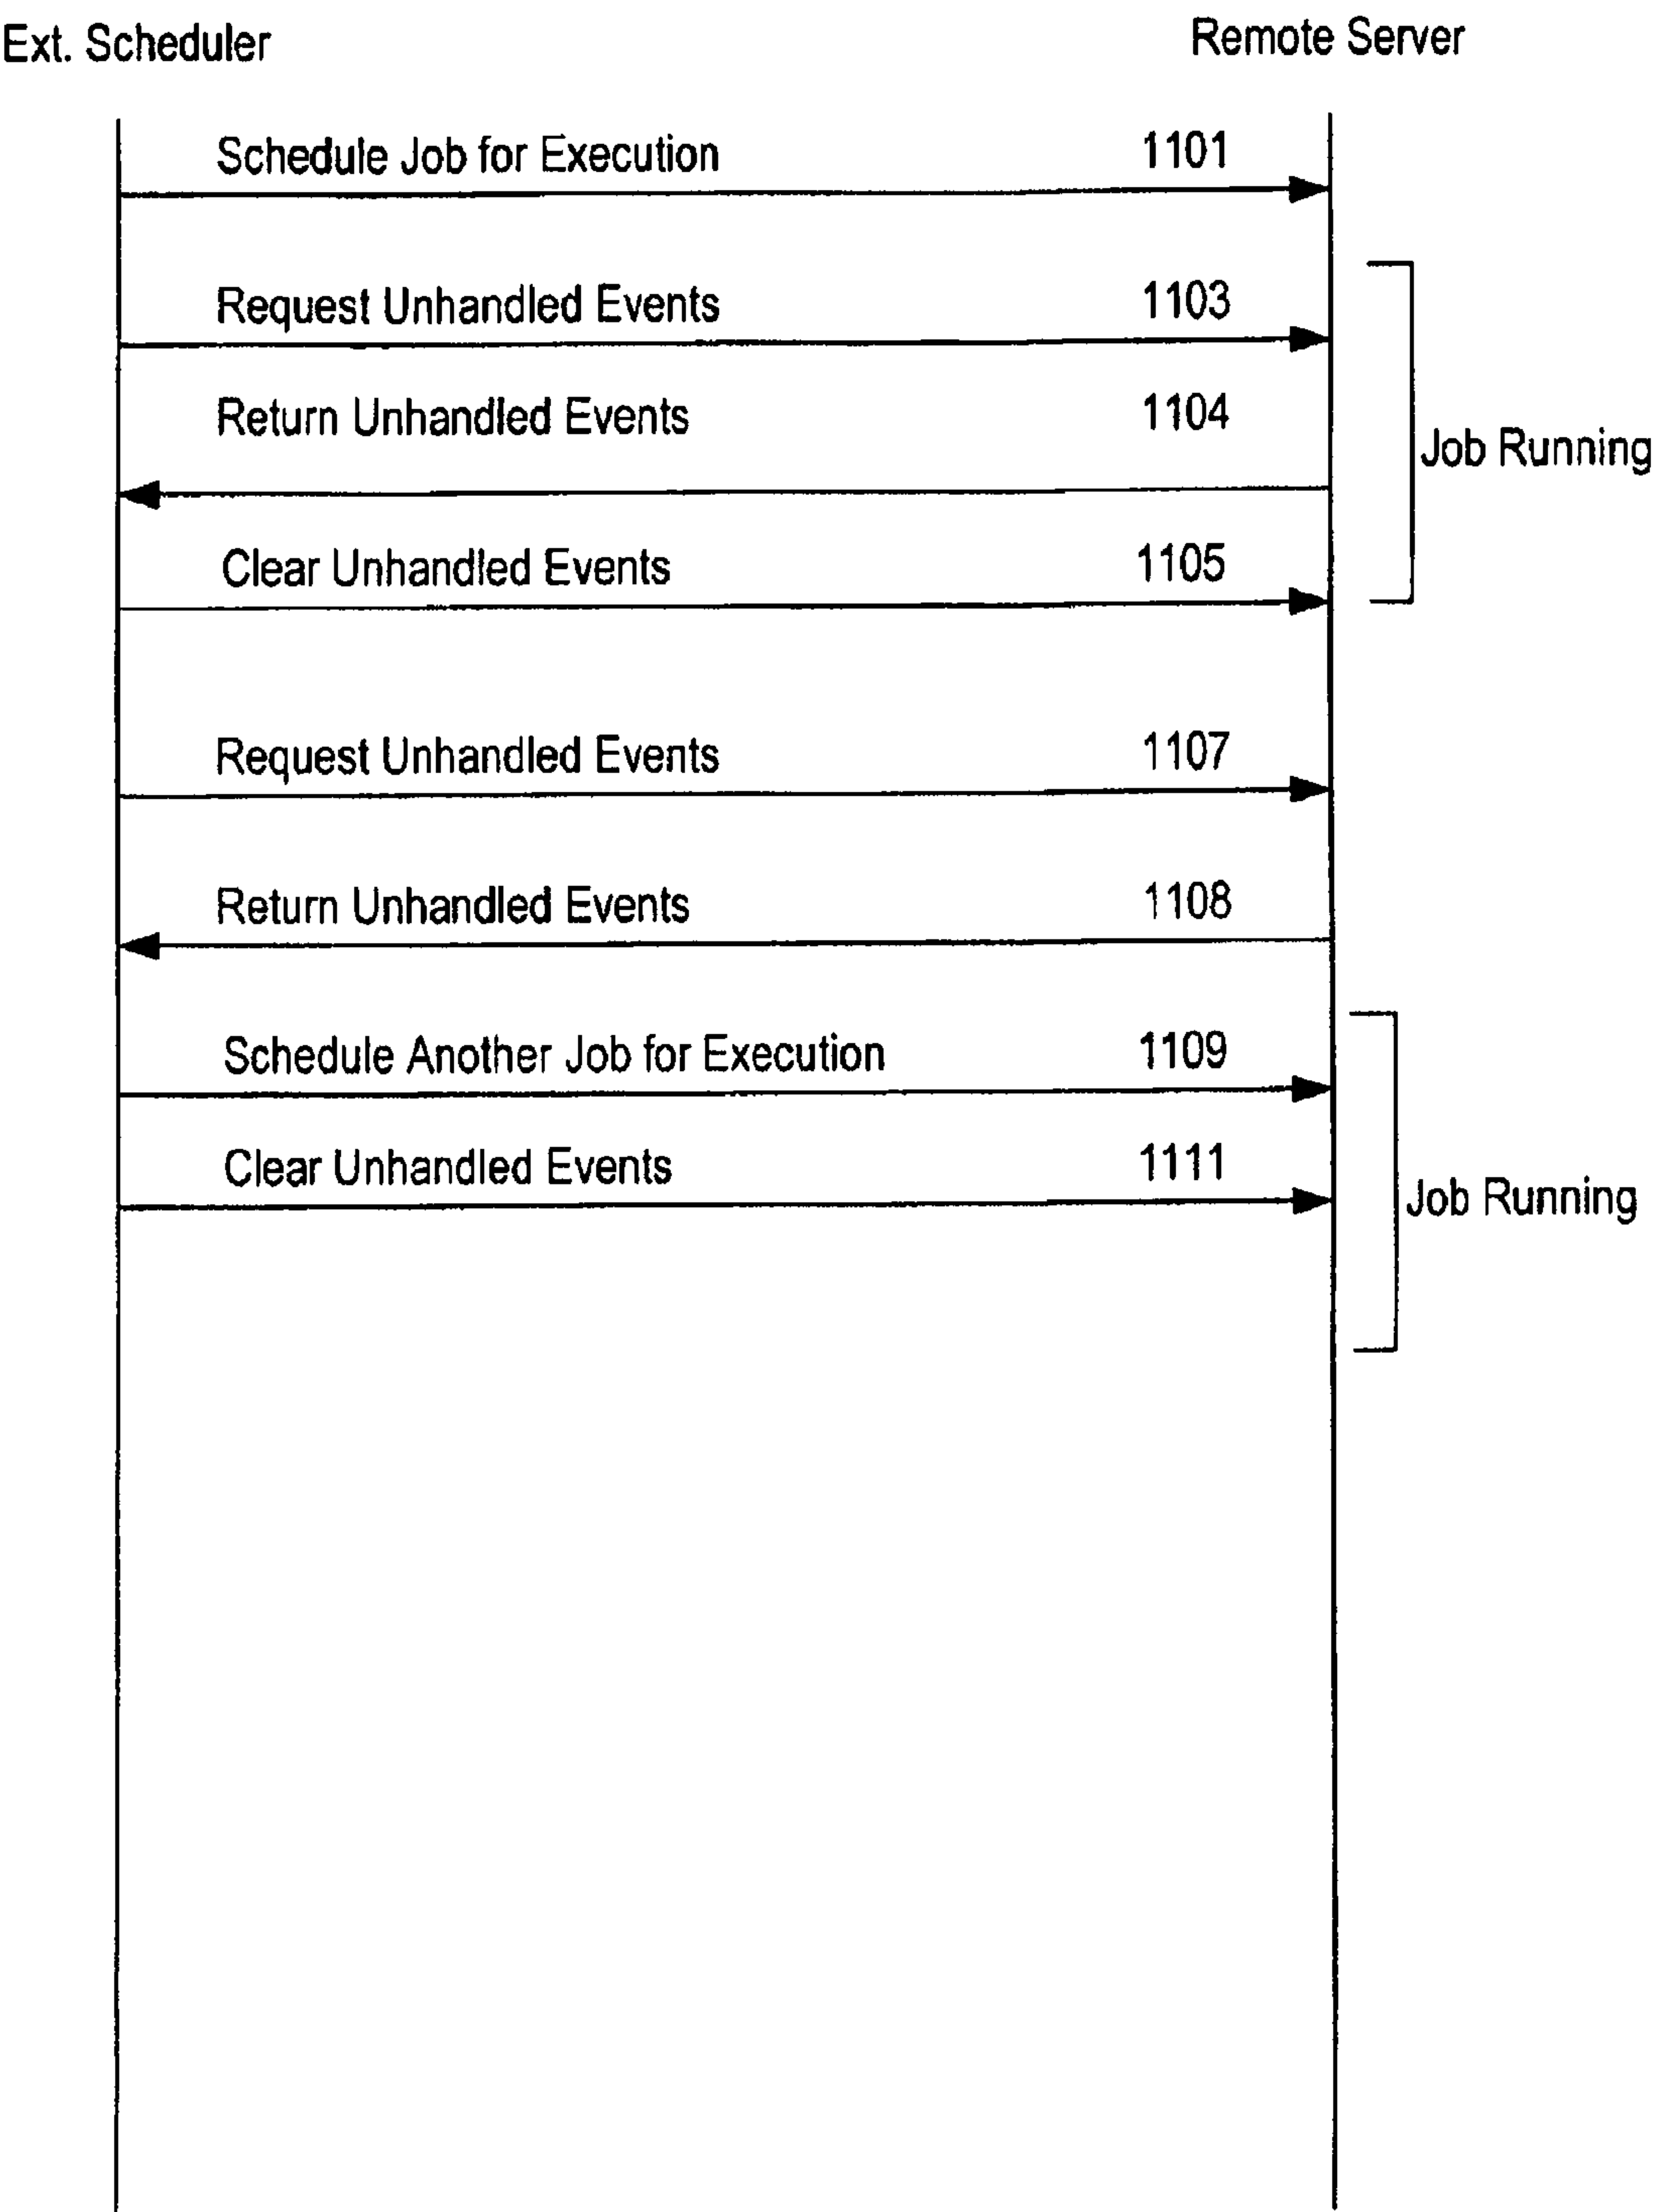 Ext. Scheduler
Remote Server
Schedule Job for Execution 1101
Request Unhandled Events 1103
Return Unhandled Events 1104
Job Running
Clear Unhandled Events 1105
Request Unhandled Events 1107
Return Unhandled Events 1108
Schedule Another Job for Execution 1109
Clear Unhandled Events 1111
Job Running